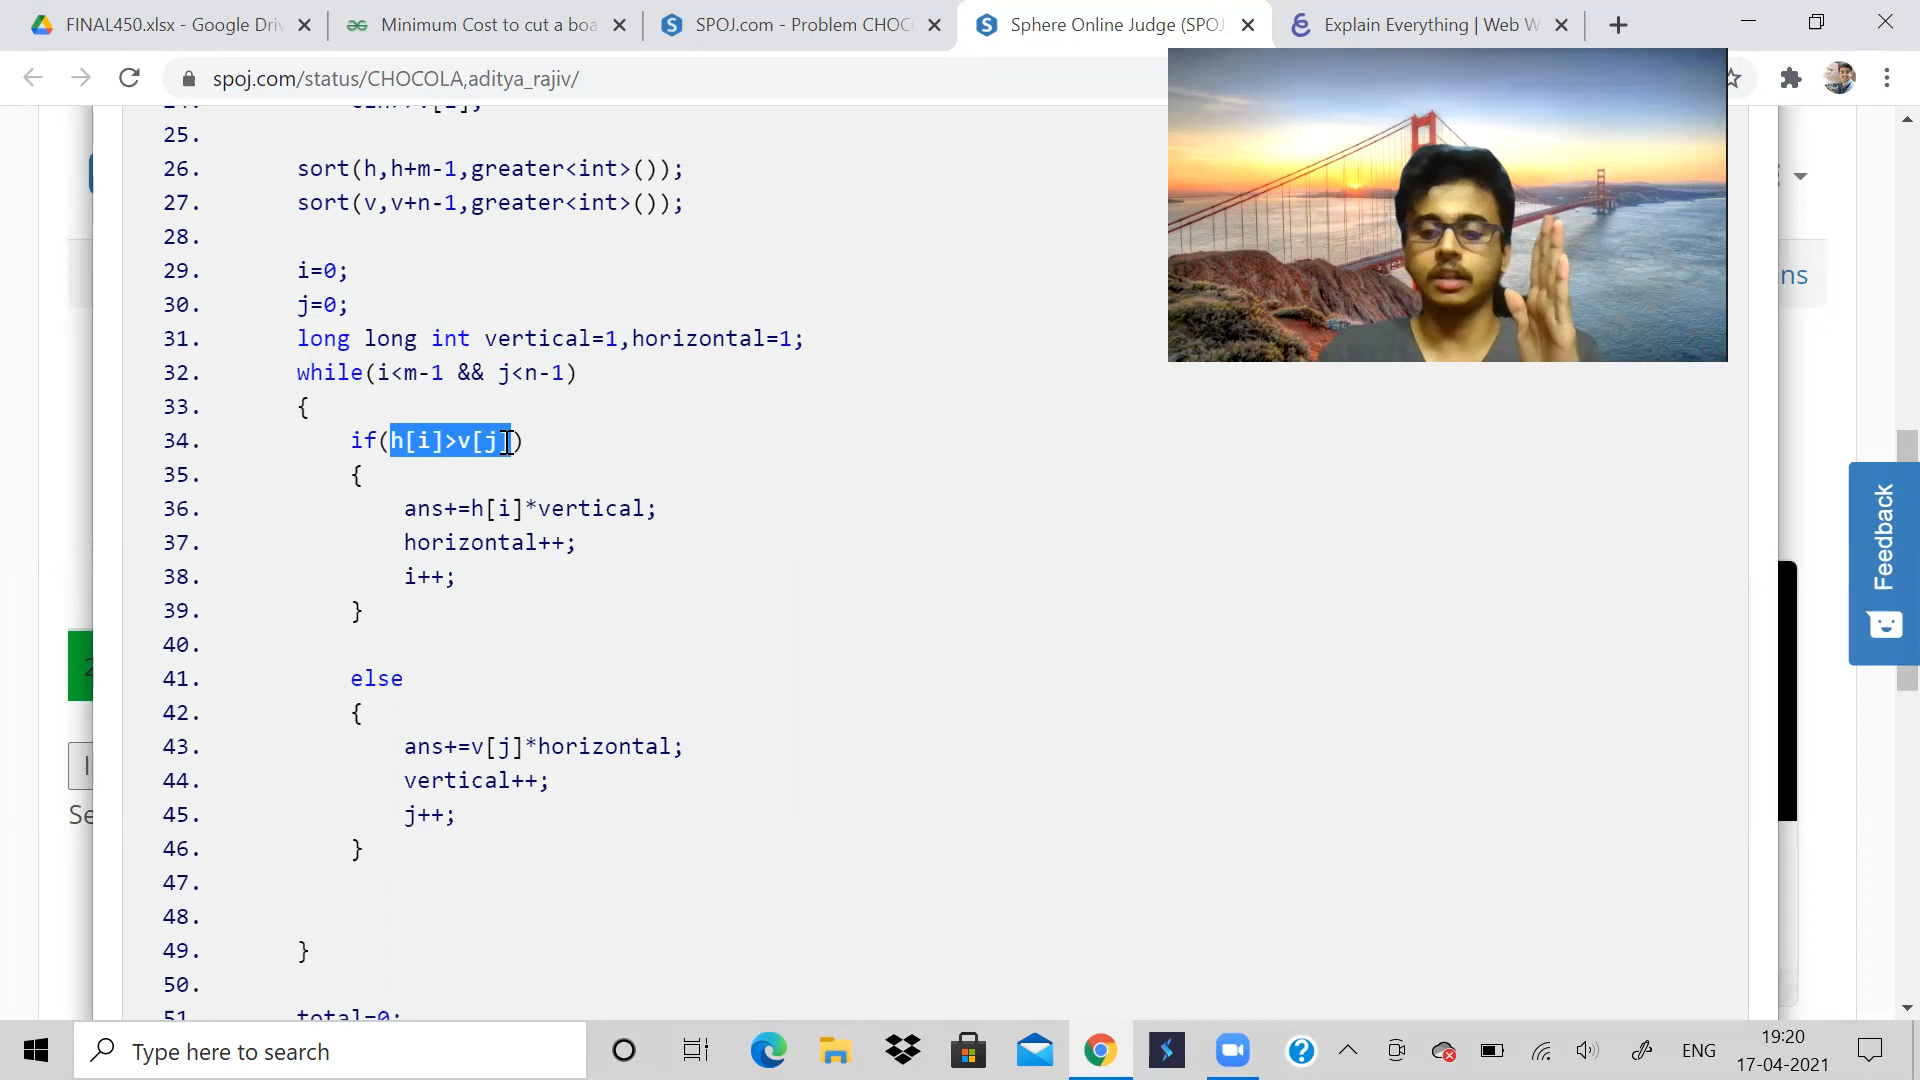 FINAL450.xlsx - Google Driv
Minimum Cost to cut a boa
SPOJ.com - Problem CHOC
Sphere Online Judge (SPOJ
Explain Everything | Web W
spoj.com/status/CHOCOLA,aditya_rajiv/
25.
26. sort(h,h+m-1,greater<int>());
27. sort(v,v+n-1,greater<int>());
28.
29. i=0;
30. j=0;
31. long long int vertical=1,horizontal=1;
32. while(i<m-1 && j<n-1)
33. {
34. if(h[i]>v[j])
35. {
36. ans+=h[i]*vertical;
37. horizontal++;
38. i++;
39. }
40.
41. else
42. {
43. ans+=v[j]*horizontal;
44. vertical++;
45. j++;
46. }
47.
48.
49. }
50.
51. total=0;
ns
Se
Feedback
Type here to search
ENG
19:20
17-04-2021